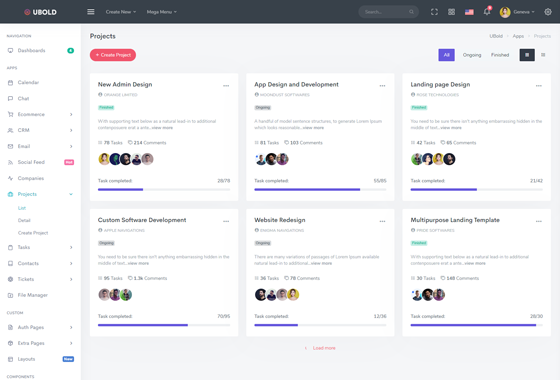 UBOLD
Create New
Mega Menu
Search...
Geneva
NAVIGATION
Dashboards
APPS
Calendar
Chat
Ecommerce
CRM
Email
Social Feed
Hot
Companies
Projects
List
Detail
Create Project
Tasks
Contacts
Tickets
File Manager
CUSTOM
Auth Pages
Extra Pages
Layouts
New
COMPONENTS
Projects
UBold
Apps
Projects
+ Create Project
All
Ongoing
Finished
New Admin Design
ORANGE LIMITED
Finished
With supporting text below as a natural lead-in to additional
contenposuere erat a ante...view more
78 Tasks
214 Comments
Task completed:
28/78
App Design and Development
Ongoing
A handful of model sentence structures, to generate Lorem Ipsum
which looks reasonable...view more
81 Tasks
103 Comments
Task completed:
55/65
Landing page Design
ROSE TECHNOLOGIES
Finished
You need to be sure there isn't anything embarrassing hidden in the
middle of text...view more
42 Tasks
65 Comments
Task completed:
21/42
Custom Software Development
APPLE NAVIGATIONS
Ongoing
You need to be sure there isn't anything embarrassing hidden in the
middle of text...view more
95 Tasks
1.3k Comments
Task completed:
70/95
Website Redesign
Ongoing
There are many variations of passages of Lorem Ipsum available
natural lead-in to additional...view more
36 Tasks
78 Comments
Task completed:
12/36
Multipurpose Landing Template
PRIDE SOFTWARES
Finished
With supporting text below as a natural lead-in to additional
contenposuere erat a ante...view more
30 Tasks
148 Comments
Task completed:
28/30
Load more